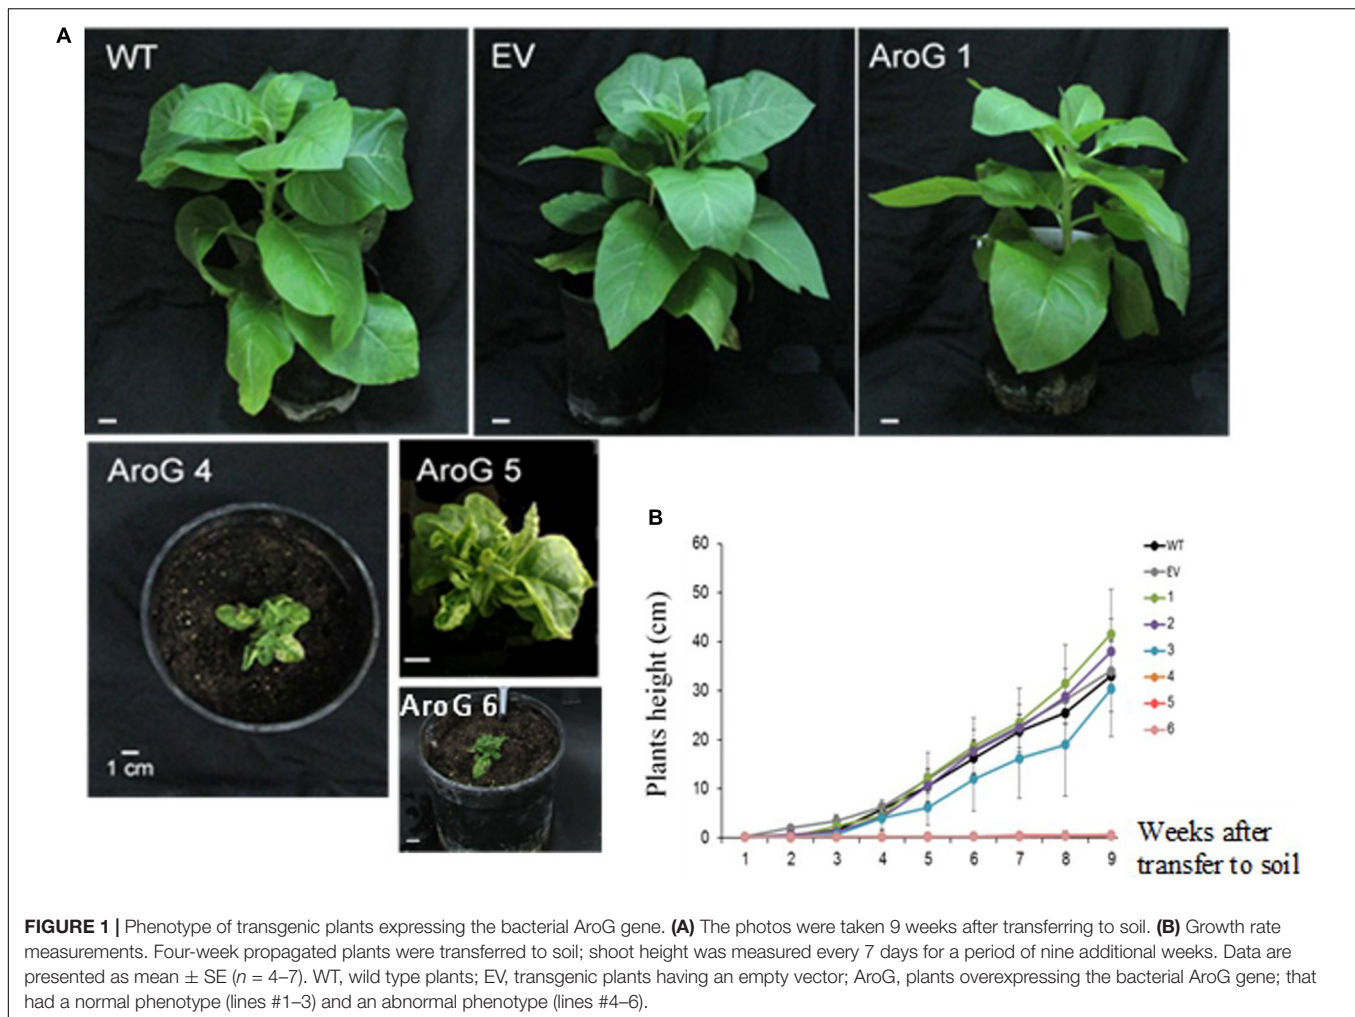 A
WT
EV
AroG 1
AroG 4
1 cm
AroG 5
AroG 6
B
Plants height (cm)
60
50
40
30
20
10
0
1 2 3 4 5 6 7 8 9
Weeks after
transfer to soil
WT
EV
1
2
3
4
5
6
FIGURE 1 | Phenotype of transgenic plants expressing the bacterial AroG gene. (A) The photos were taken 9 weeks after transferring to soil. (B) Growth rate
measurements. Four-week propagated plants were transferred to soil; shoot height was measured every 7 days for a period of nine additional weeks. Data are
presented as mean ± SE (n = 4–7). WT, wild type plants; EV, transgenic plants having an empty vector; AroG, plants overexpressing the bacterial AroG gene; that
had a normal phenotype (lines #1–3) and an abnormal phenotype (lines #4–6).